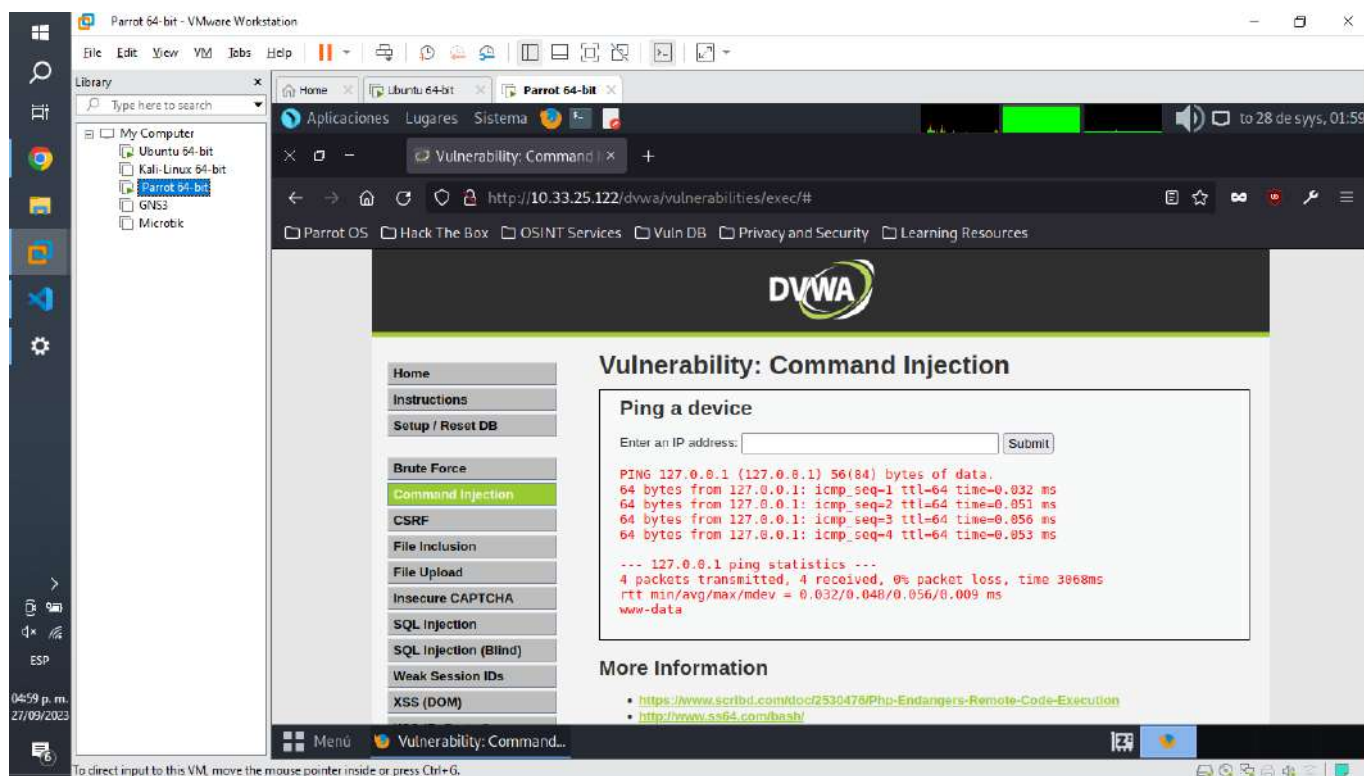 Parrot 64-bit - VMware Workstation
File Edit View VM Tabs Help
Library
Type here to search
My Computer
Ubuntu 64-bit
Kali-Linux 64-bit
Parrot 64-bit
GNS3
Microtik
Home Ubuntu 64-bit Parrot 64-bit
Aplicaciones Lugares Sistema
to 28 de syys, 01:59
Vulnerability: Command
http://10.33.25.122/dvwa/vulnerabilities/exec/#
Parrot OS Hack The Box OSINT Services Vuln DB Privacy and Security Learning Resources
DVWA
Home
Instructions
Setup / Reset DB
Brute Force
Command Injection
CSRF
File Inclusion
File Upload
Insecure CAPTCHA
SQL Injection
SQL Injection (Blind)
Weak Session IDs
XSS (DOM)
Vulnerability: Command Injection
Ping a device
Enter an IP address: Submit
PING 127.0.0.1 (127.0.0.1) 56(84) bytes of data.
64 bytes from 127.0.0.1: icmp_seq=1 ttl=64 time=0.032 ms
64 bytes from 127.0.0.1: icmp_seq=2 ttl=64 time=0.051 ms
64 bytes from 127.0.0.1: icmp_seq=3 ttl=64 time=0.056 ms
64 bytes from 127.0.0.1: icmp_seq=4 ttl=64 time=0.053 ms
--- 127.0.0.1 ping statistics ---
4 packets transmitted, 4 received, 0% packet loss, time 3068ms
rtt min/avg/max/mdev = 0.032/0.048/0.056/0.009 ms
www-data
More Information
https://www.scribd.com/doc/2530476/Php-Endangers-Remote-Code-Execution
http://www.ss64.com/bash/
Menú Vulnerability: Command...
ESP
04:59 p. m.
27/09/2023
6
To direct input to this VM, move the mouse pointer inside or press Ctrl+G.